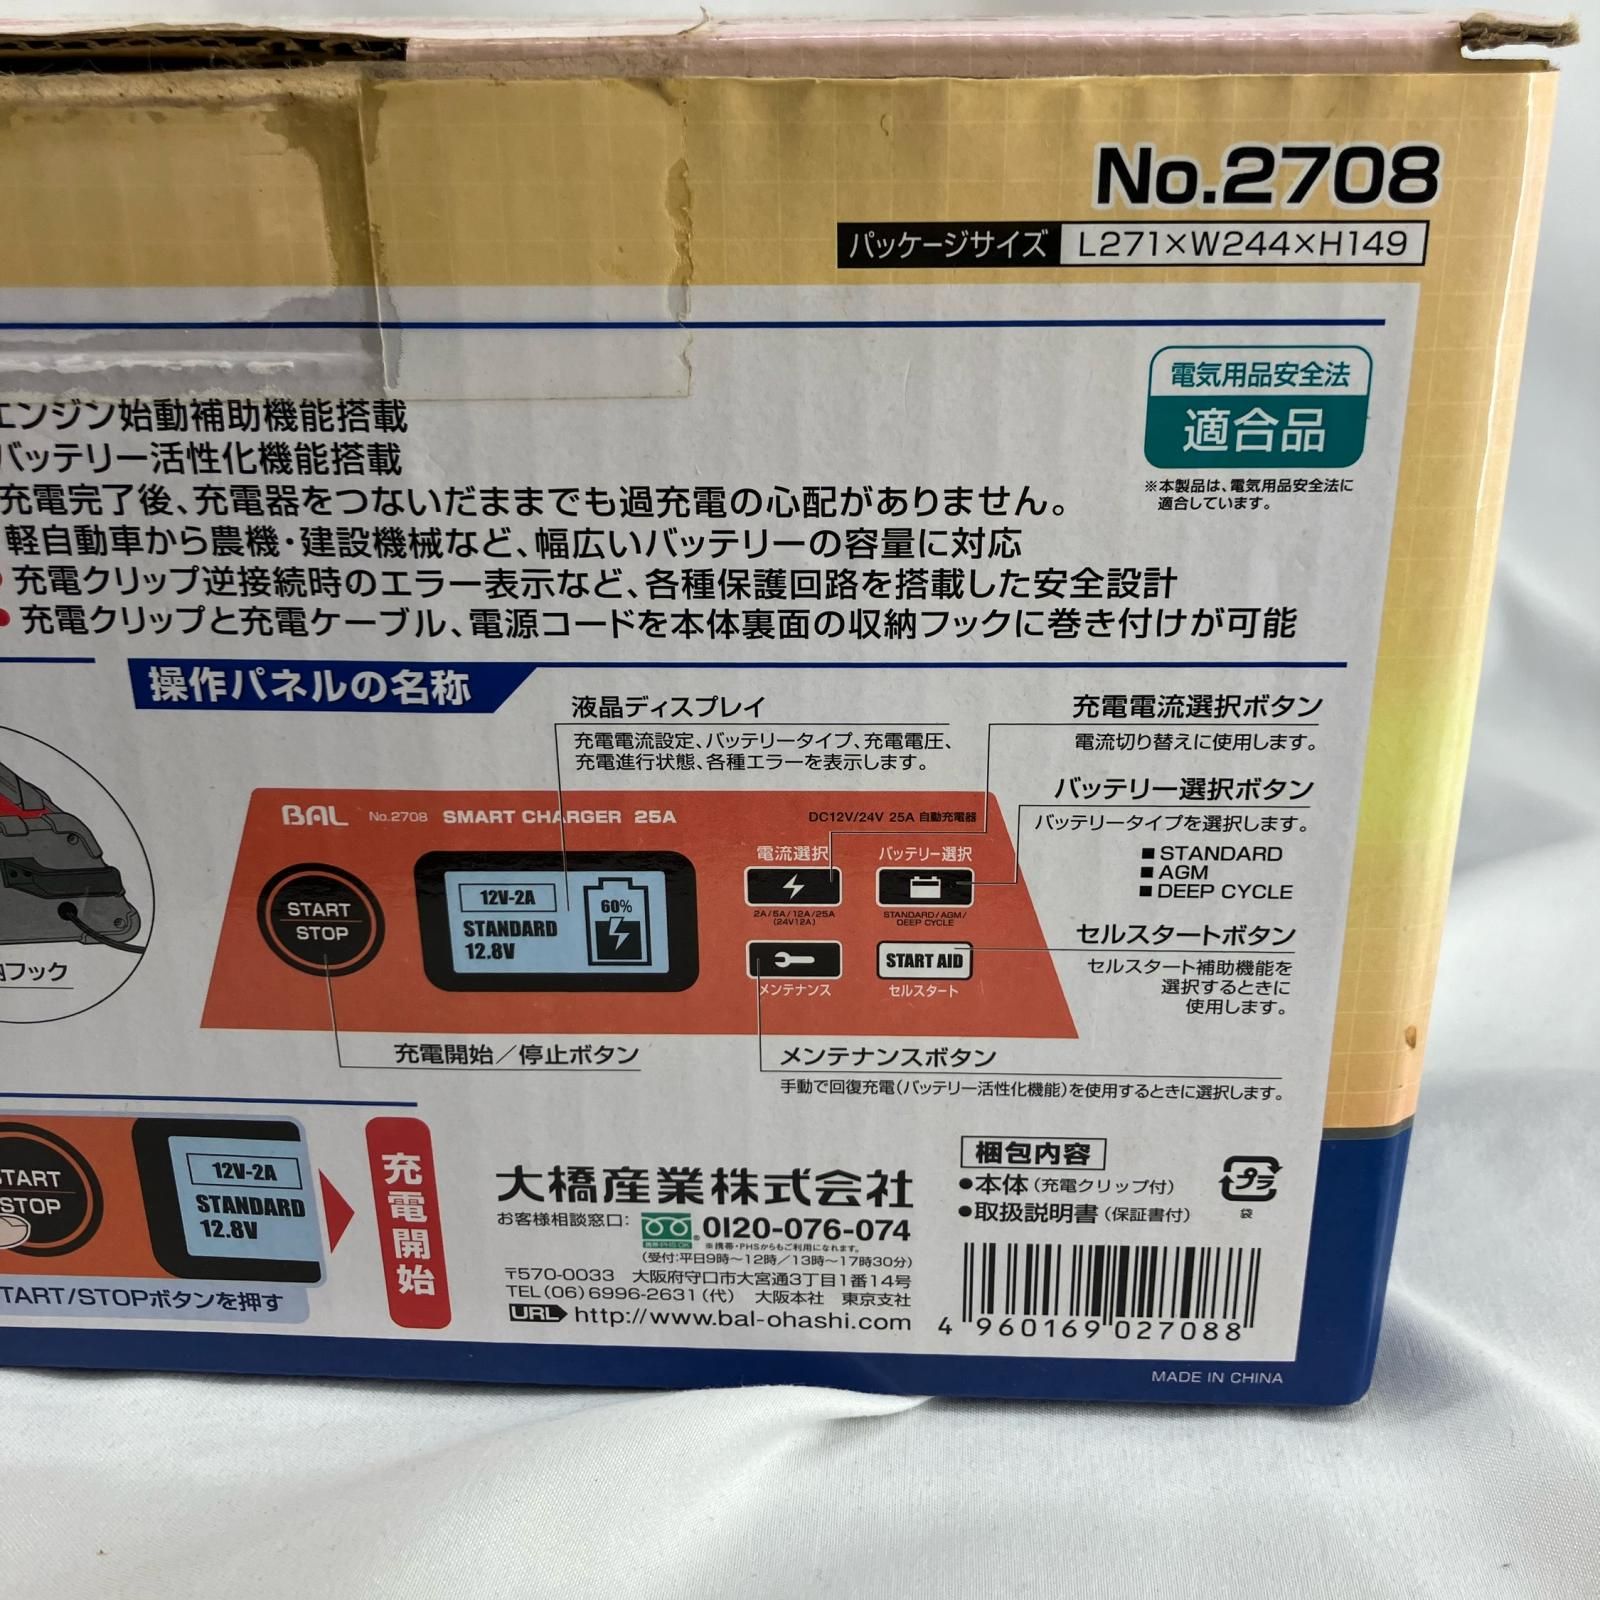 No.2708
パッケージサイズ L271×W244×H149
電気用品安全法
適合品
※本製品は、電気用品安全法に
適合しています。
エンジン始動補助機能搭載
バッテリー活性化機能搭載
充電完了後、充電器をつないだままでも過充電の心配がありません。
軽自動車から農機・建設機械など、幅広いバッテリーの容量に対応
● 充電クリップ逆接続時のエラー表示など、各種保護回路を搭載した安全設計
● 充電クリップと充電ケーブル、電源コードを本体裏面の収納フックに巻き付けが可能
操作パネルの名称
液晶ディスプレイ
充電電流設定、バッテリータイプ、充電電圧、
充電進行状態、各種エラーを表示します。
充電電流選択ボタン
電流切り替えに使用します。
バッテリー選択ボタン
バッテリータイプを選択します。
■ STANDARD
■ AGM
■ DEEP CYCLE
セルスタートボタン
セルスタート補助機能を
選択するときに
使用します。
BAL No.2708 SMART CHARGER 25A
DC12V/24V 25A 自動充電器
START
STOP
12V-2A
STANDARD
12.8V
60%
電流選択
2A/5A/12A/25A
(24V12A)
バッテリー選択
STANDARD/AGM/
DEEP CYCLE
メンテナンス
START AID
セルスタート
フック
充電開始/停止ボタン
メンテナンスボタン
手動で回復充電(バッテリー活性化機能)を使用するときに選択します。
START
STOP
12V-2A
STANDARD
12.8V
START/STOPボタンを押す
充電開始
大橋産業株式会社
お客様相談窓口: 0120-076-074
携帯・PHS OK
※携帯・PHSからもご利用になれます。
(受付:平日9時〜12時/13時〜17時30分)
〒570-0033 大阪府守口市大宮通3丁目1番14号
TEL(06)6996-2631(代) 大阪本社 東京支社
URL http://www.bal-ohashi.com
梱包内容
●本体(充電クリップ付)
●取扱説明書(保証書付)
プラ
袋
4 960169 027088
MADE IN CHINA